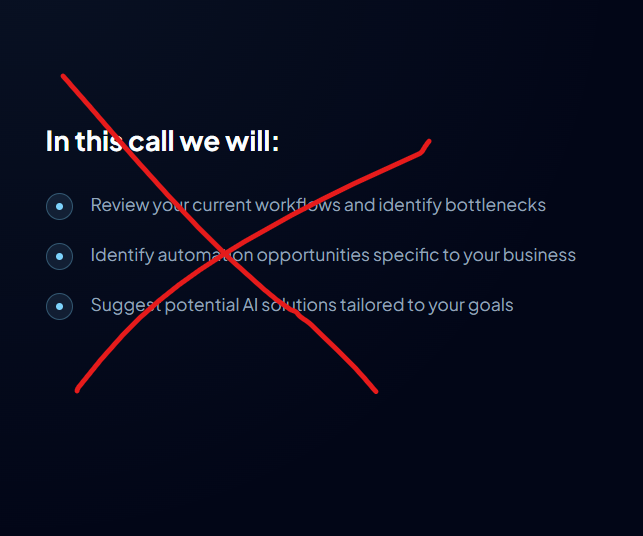 In this call we will:
Review your current workflows and identify bottlenecks
Identify automation opportunities specific to your business
Suggest potential AI solutions tailored to your goals